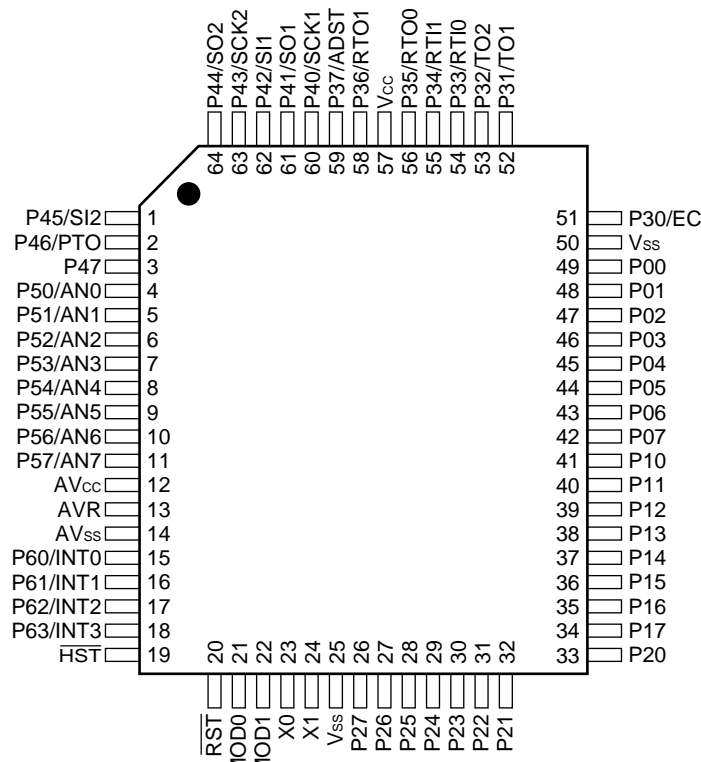 P44/SO2
P43/SCK2
P42/SI1
P41/SO1
P40/SCK1
P37/ADST
P36/RTO1
Vcc
P35/RTO0
P34/RTI1
P33/RTI0
P32/TO2
P31/TO1
64
63
62
61
60
59
58
57
56
55
54
53
52
P45/SI2 1
P46/PTO 2
P47 3
P50/AN0 4
P51/AN1 5
P52/AN2 6
P53/AN3 7
P54/AN4 8
P55/AN5 9
P56/AN6 10
P57/AN7 11
AVcc 12
AVR 13
AVss 14
P60/INT0 15
P61/INT1 16
P62/INT2 17
P63/INT3 18
HST 19
51 P30/EC
50 Vss
49 P00
48 P01
47 P02
46 P03
45 P04
44 P05
43 P06
42 P07
41 P10
40 P11
39 P12
38 P13
37 P14
36 P15
35 P16
34 P17
33 P20
20
21
22
23
24
25
26
27
28
29
30
31
32
RST
MOD0
MOD1
X0
X1
Vss
P27
P26
P25
P24
P23
P22
P21